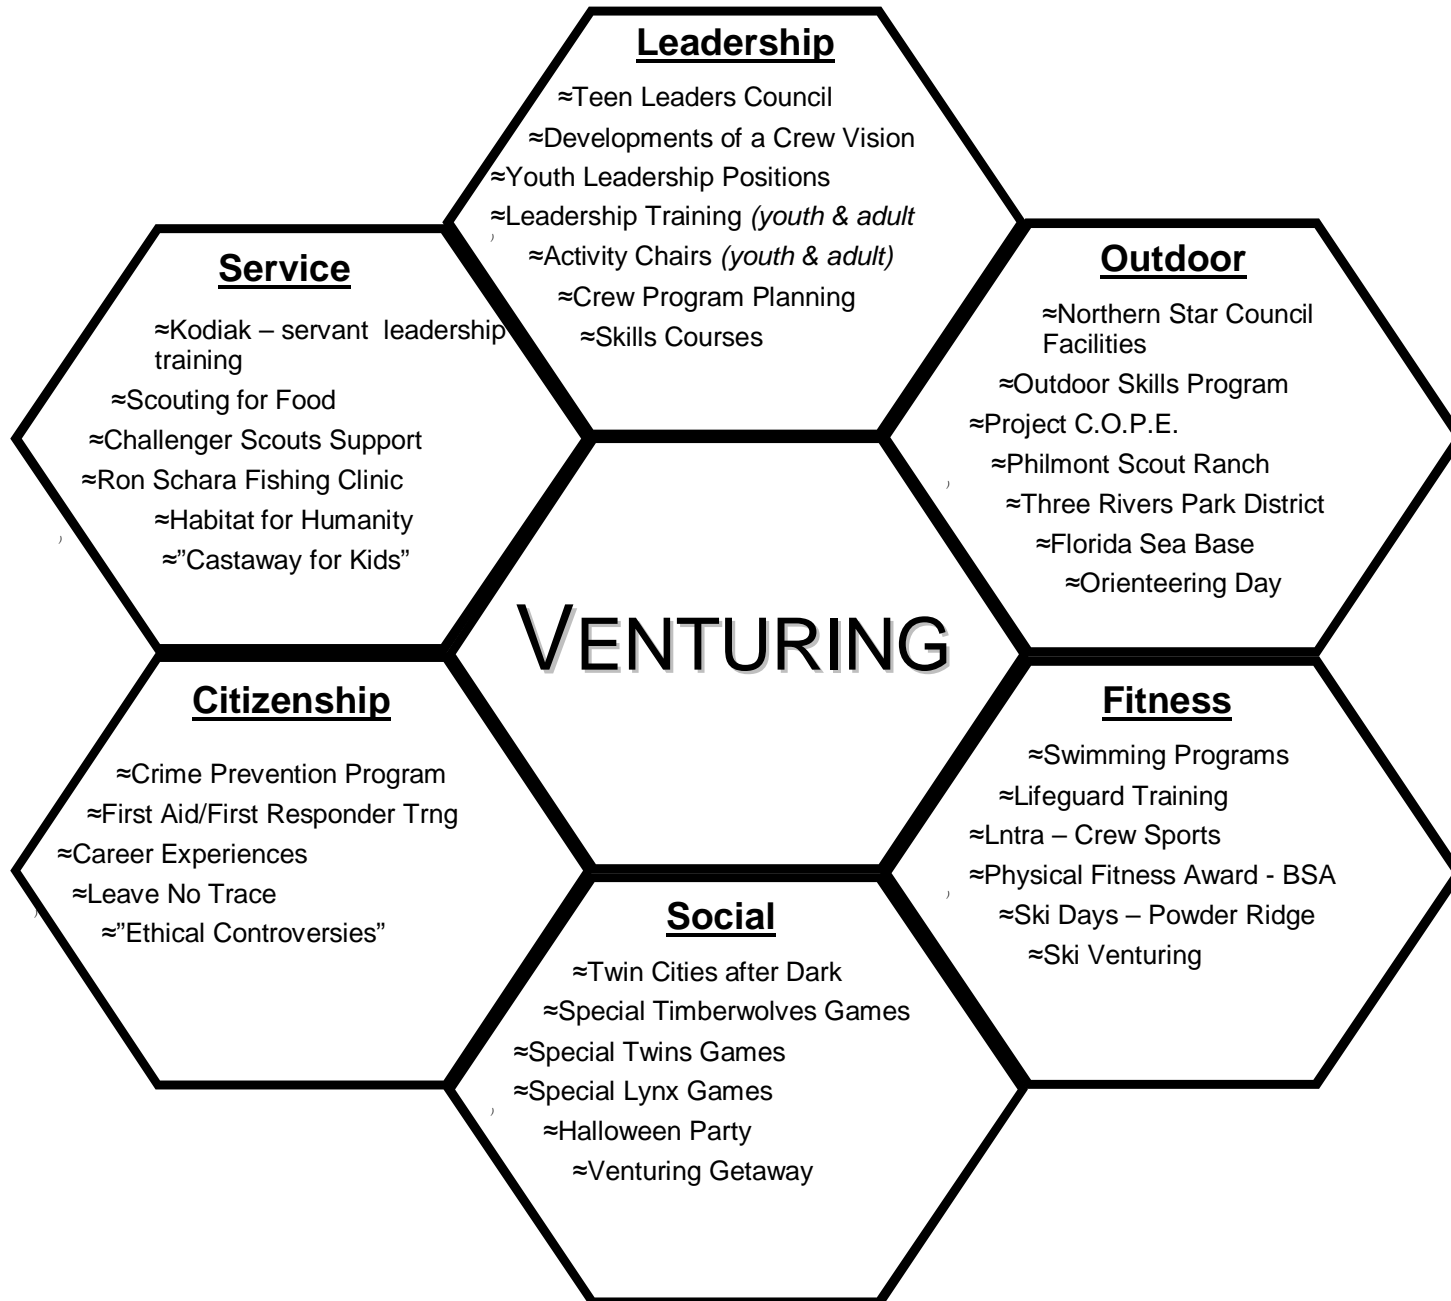 Leadership
≈Teen Leaders Council
≈Developments of a Crew Vision
≈Youth Leadership Positions
≈Leadership Training (youth & adult
)
≈Activity Chairs (youth & adult)
≈Crew Program Planning
≈Skills Courses
Service
≈Kodiak – servant leadership
training
≈Scouting for Food
≈Challenger Scouts Support
≈Ron Schara Fishing Clinic
≈Habitat for Humanity
)
≈”Castaway for Kids”
Outdoor
≈Northern Star Council
Facilities
≈Outdoor Skills Program
≈Project C.O.P.E.
≈Philmont Scout Ranch
)
≈Three Rivers Park District
≈Florida Sea Base
≈Orienteering Day
VENTURING
Citizenship
≈Crime Prevention Program
≈First Aid/First Responder Trng
≈Career Experiences
≈Leave No Trace
)
≈”Ethical Controversies”
Fitness
≈Swimming Programs
≈Lifeguard Training
≈Lntra – Crew Sports
≈Physical Fitness Award - BSA
)
≈Ski Days – Powder Ridge
≈Ski Venturing
Social
≈Twin Cities after Dark
≈Special Timberwolves Games
≈Special Twins Games
≈Special Lynx Games
)
≈Halloween Party
≈Venturing Getaway